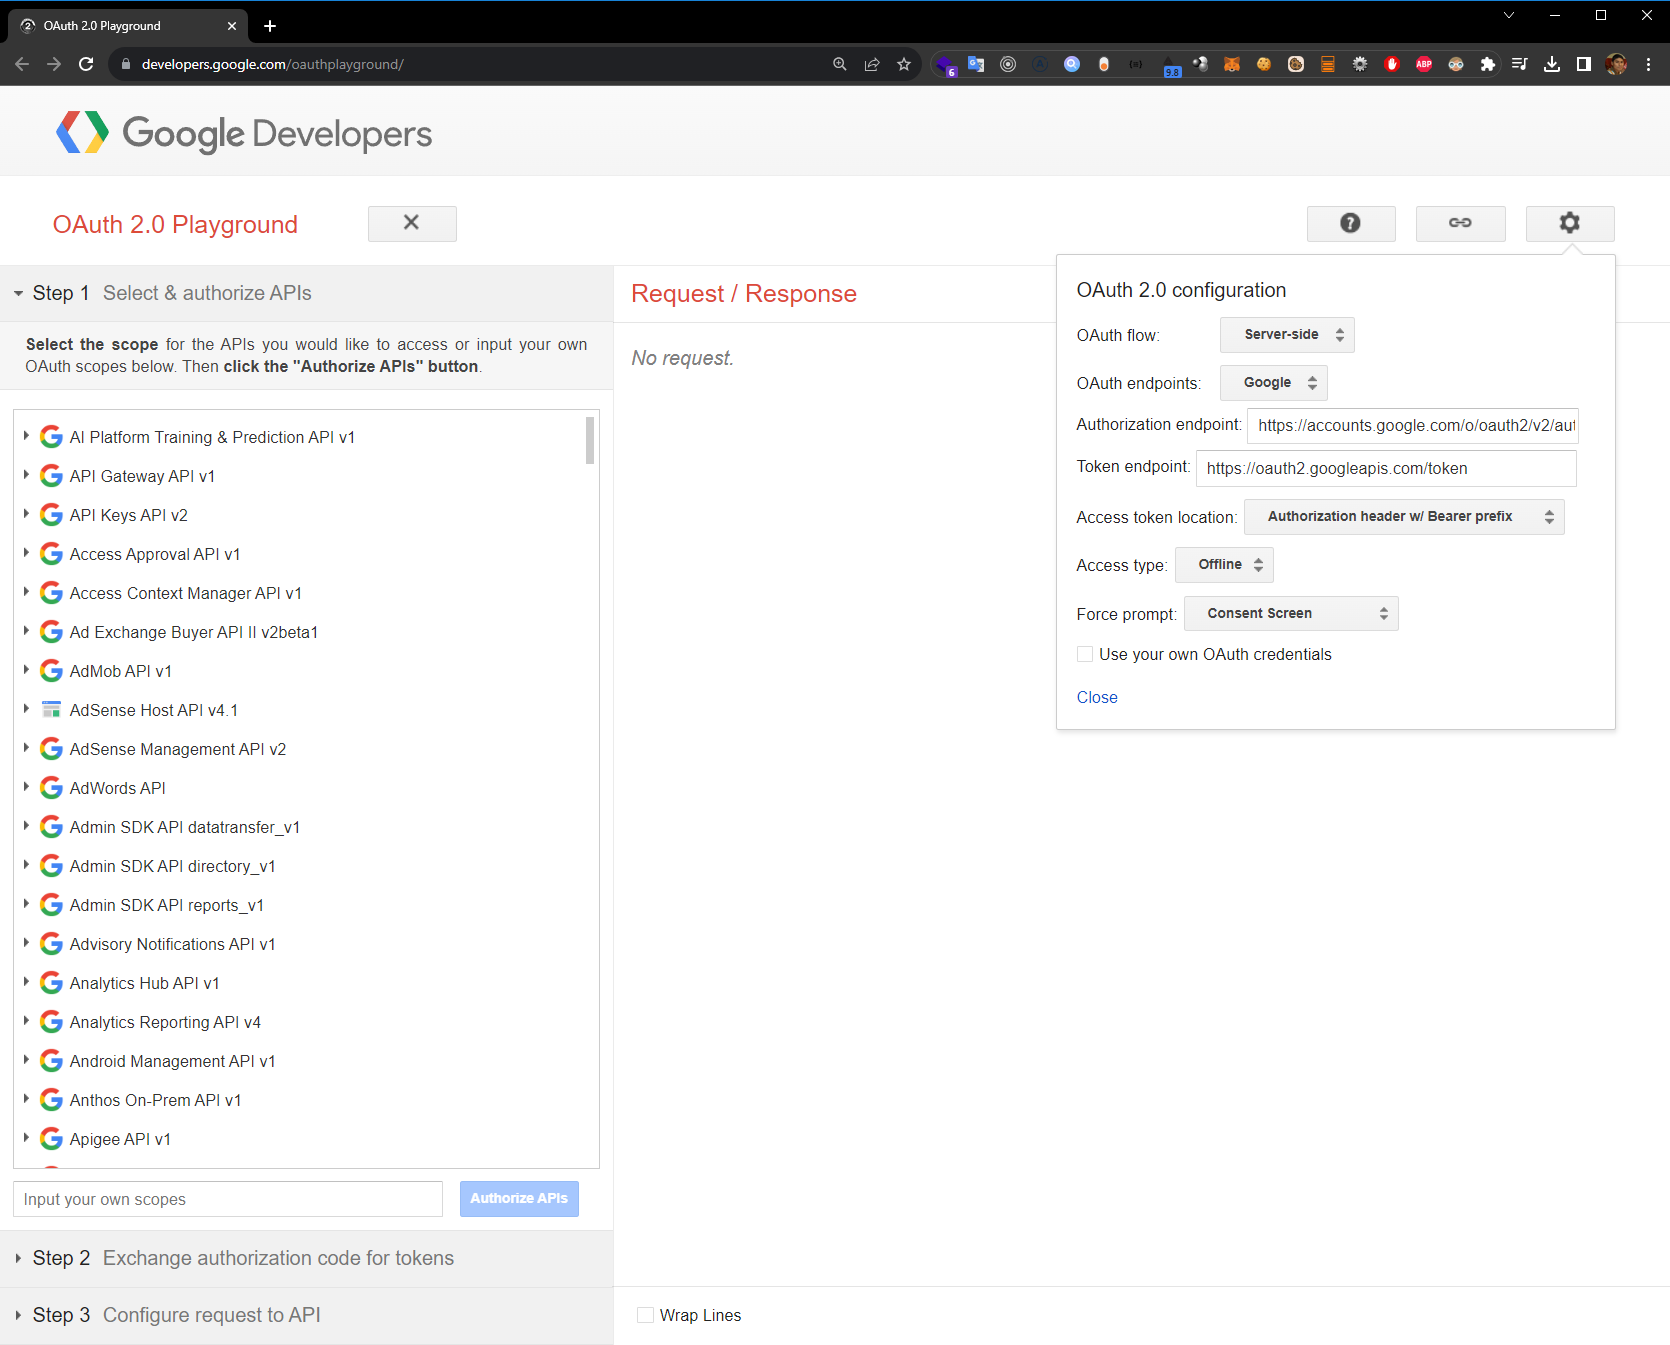 OAuth 2.0 Playground
developers.google.com/oauthplayground/
6
9.8
ABP
Google Developers
OAuth 2.0 Playground
Step 1 Select & authorize APIs
Select the scope for the APIs you would like to access or input your own
OAuth scopes below. Then click the "Authorize APIs" button.
AI Platform Training & Prediction API v1
API Gateway API v1
API Keys API v2
Access Approval API v1
Access Context Manager API v1
Ad Exchange Buyer API II v2beta1
AdMob API v1
AdSense Host API v4.1
AdSense Management API v2
AdWords API
Admin SDK API datatransfer_v1
Admin SDK API directory_v1
Admin SDK API reports_v1
Advisory Notifications API v1
Analytics Hub API v1
Analytics Reporting API v4
Android Management API v1
Anthos On-Prem API v1
Apigee API v1
Input your own scopes
Authorize APIs
Step 2 Exchange authorization code for tokens
Step 3 Configure request to API
Request / Response
No request.
Wrap Lines
OAuth 2.0 configuration
OAuth flow: Server-side
OAuth endpoints: Google
Authorization endpoint: https://accounts.google.com/o/oauth2/v2/aut
Token endpoint: https://oauth2.googleapis.com/token
Access token location: Authorization header w/ Bearer prefix
Access type: Offline
Force prompt: Consent Screen
Use your own OAuth credentials
Close